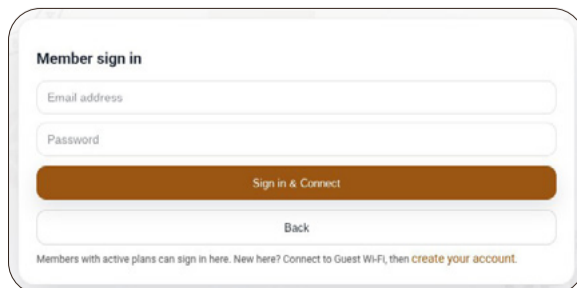 Member sign in
Email address
Password
Sign in & Connect
Back
Members with active plans can sign in here. New here? Connect to Guest Wi-Fi, then create your account.